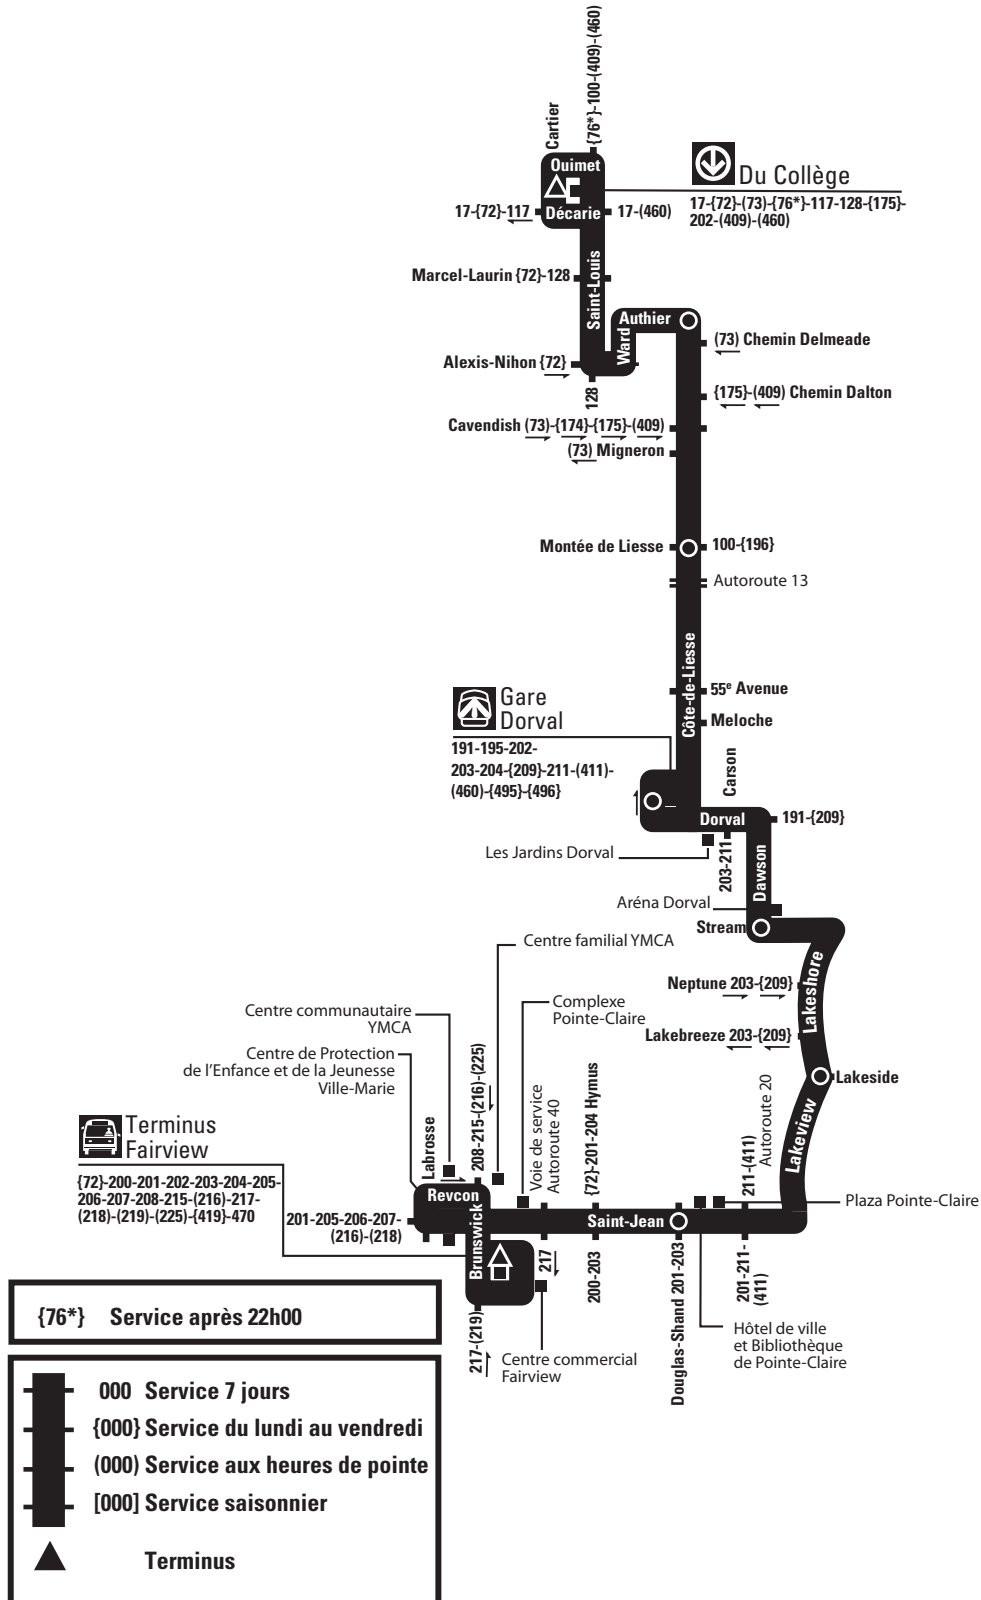 {76*}-100-(409)-(460)
Cartier
Ouimet
Du Collège
17-{72}-(73)-{76*}-117-128-{175}-
202-(409)-(460)
17-{72}-117
Décarie
17-(460)
Saint-Louis
Marcel-Laurin {72}-128
Authier
Ward
(73) Chemin Delmeade
Alexis-Nihon {72}
128
{175}-(409) Chemin Dalton
Cavendish (73)-{174}-{175}-(409)
(73) Migneron
Montée de Liesse
100-{196}
Autoroute 13
Côte-de-Liesse
55e Avenue
Meloche
Gare
Dorval
191-195-202-
203-204-{209}-211-(411)-
(460)-{495}-{496}
Carson
Dorval
191-{209}
Les Jardins Dorval
203-211
Dawson
Aréna Dorval
Stream
Centre familial YMCA
Lakeshore
Neptune 203-{209}
Complexe
Pointe-Claire
Centre communautaire
YMCA
Lakebreeze 203-{209}
Centre de Protection
de l'Enfance et de la Jeunesse
Ville-Marie
Lakeside
208-215-(216)-(225)
Voie de service
Autoroute 40
{72}-201-204 Hymus
211-(411)
Autoroute 20
Lakeview
Terminus
Fairview
{72}-200-201-202-203-204-205-
206-207-208-215-(216)-217-
(218)-(219)-(225)-{419}-470
Labrosse
Revcon
Plaza Pointe-Claire
201-205-206-207-
(216)-(218)
Brunswick
Saint-Jean
217
200-203
Douglas-Shand 201-203
201-211-
(411)
217-(219)
Centre commercial
Fairview
Hôtel de ville
et Bibliothèque
de Pointe-Claire
{76*} Service après 22h00
000 Service 7 jours
{000} Service du lundi au vendredi
(000) Service aux heures de pointe
[000] Service saisonnier
Terminus